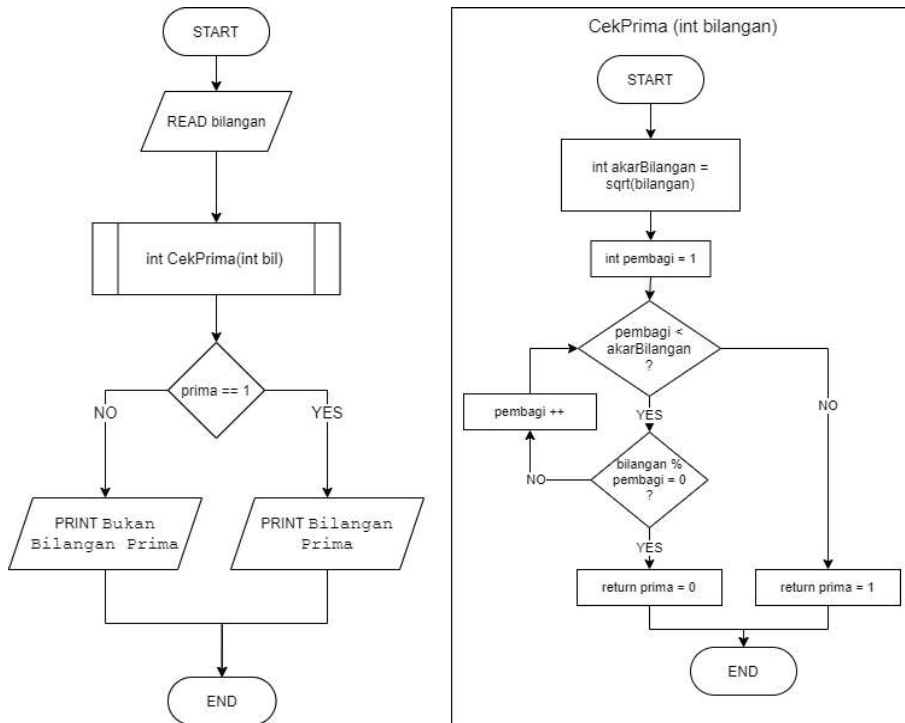 START
READ bilangan
int CekPrima(int bil)
prima == 1
NO
YES
PRINT Bukan
Bilangan Prima
PRINT Bilangan
Prima
END
CekPrima (int bilangan)
START
int akarBilangan =
sqrt(bilangan)
int pembagi = 1
pembagi <
akarBilangan
?
pembagi ++
YES
NO
bilangan %
pembagi = 0
?
NO
YES
return prima = 0
return prima = 1
END